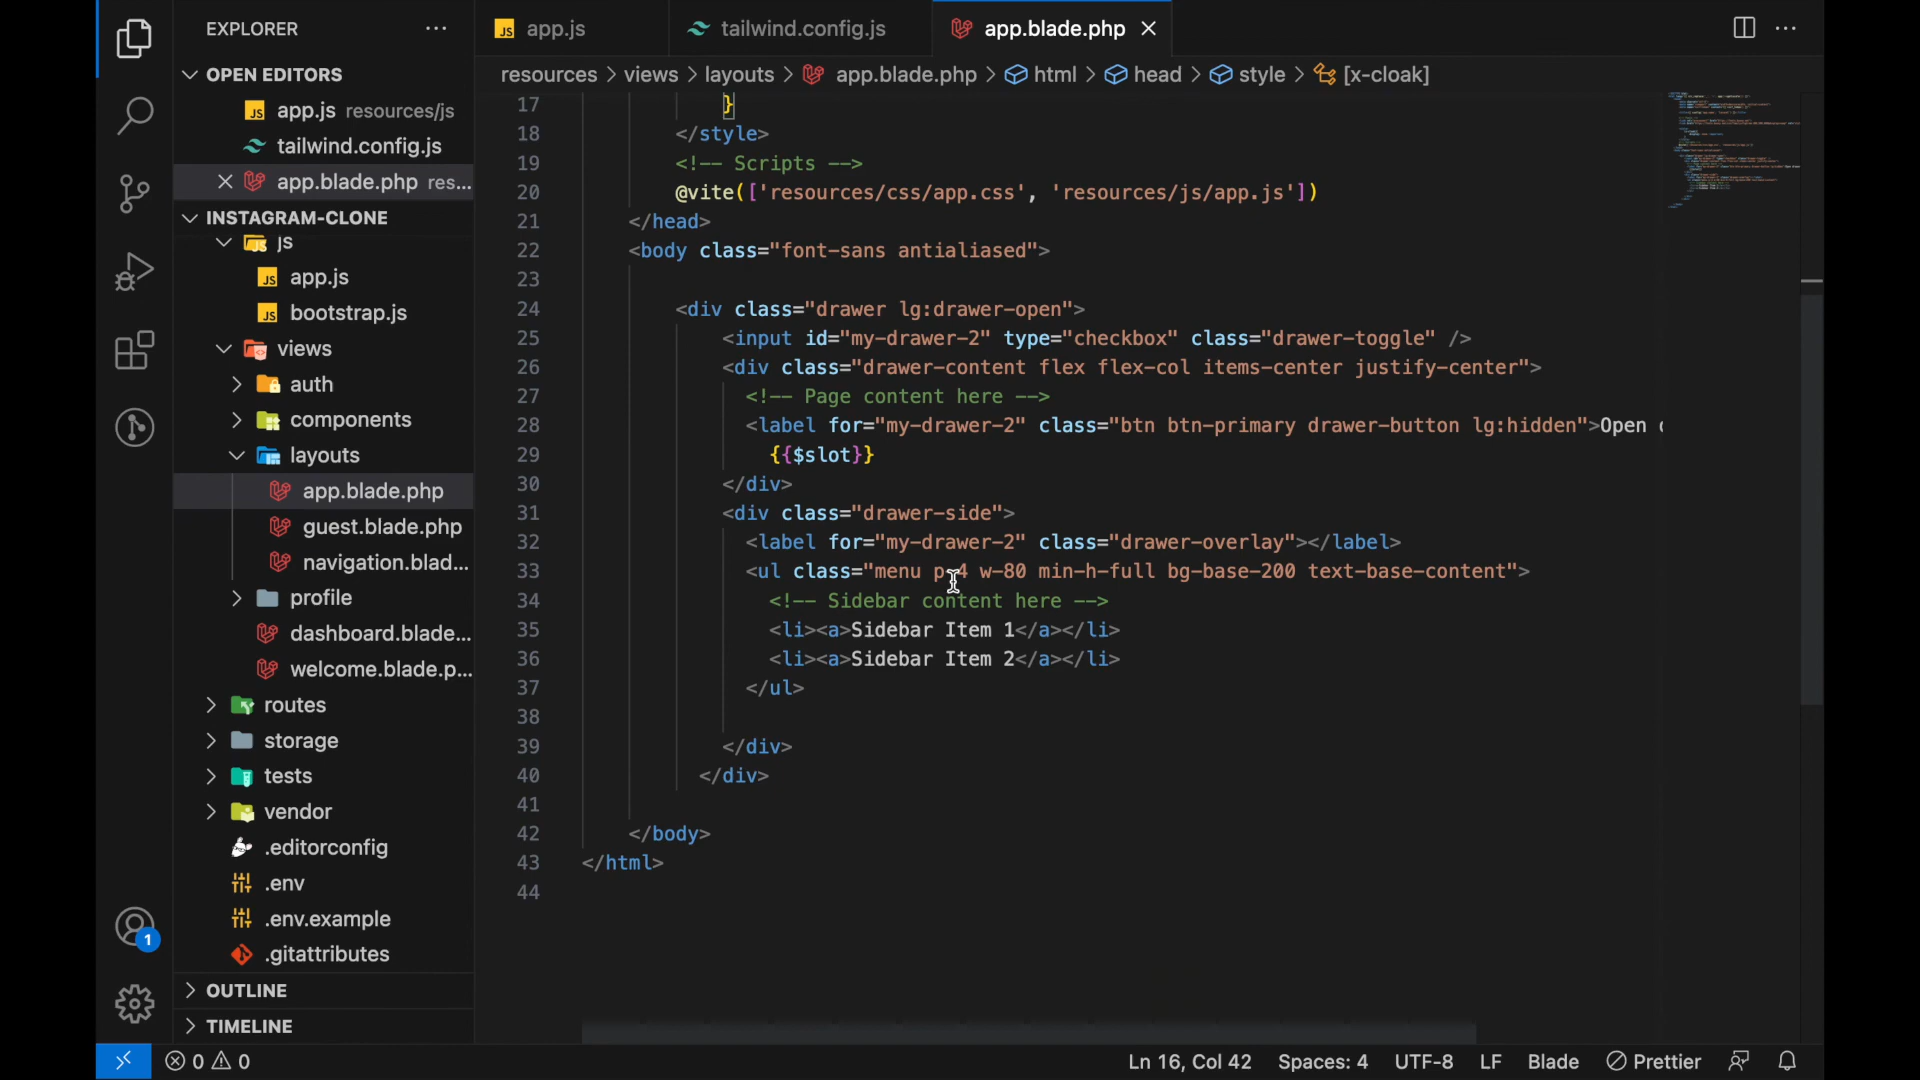 EXPLORER
OPEN EDITORS
app.js resources/js
tailwind.config.js
app.blade.php res...
INSTAGRAM-CLONE
js
app.js
bootstrap.js
views
auth
components
layouts
app.blade.php
guest.blade.php
navigation.blad...
profile
dashboard.blade...
welcome.blade.p...
routes
storage
tests
vendor
.editorconfig
.env
.env.example
.gitattributes
OUTLINE
TIMELINE
1
JS app.js
tailwind.config.js
app.blade.php
resources > views > layouts > app.blade.php > html > head > style > [x-cloak]
17 }
18 </style>
19 <!-- Scripts -->
20 @vite(['resources/css/app.css', 'resources/js/app.js'])
21 </head>
22 <body class="font-sans antialiased">
23
24 <div class="drawer lg:drawer-open">
25 <input id="my-drawer-2" type="checkbox" class="drawer-toggle" />
26 <div class="drawer-content flex flex-col items-center justify-center">
27 <!-- Page content here -->
28 <label for="my-drawer-2" class="btn btn-primary drawer-button lg:hidden">Open
29 {{$slot}}
30 </div>
31 <div class="drawer-side">
32 <label for="my-drawer-2" class="drawer-overlay"></label>
33 <ul class="menu p-4 w-80 min-h-full bg-base-200 text-base-content">
34 <!-- Sidebar content here -->
35 <li><a>Sidebar Item 1</a></li>
36 <li><a>Sidebar Item 2</a></li>
37 </ul>
38
39 </div>
40 </div>
41
42 </body>
43 </html>
44
0 0
Ln 16, Col 42 Spaces: 4 UTF-8 LF Blade Prettier